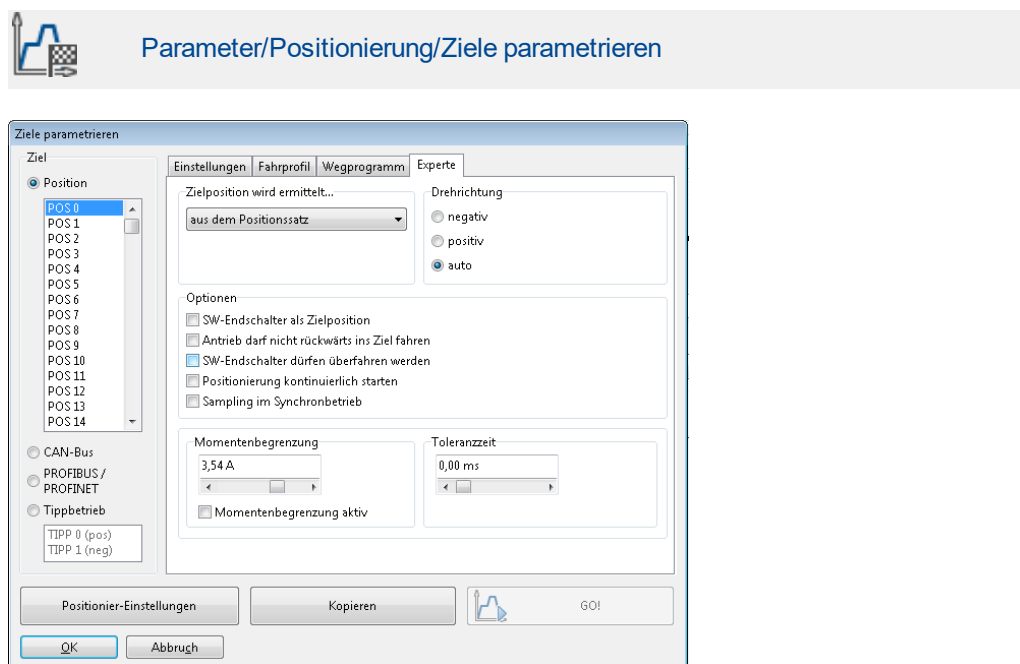 Parameter/Positionierung/Ziele parametrieren
Ziele parametrieren
Ziel
Position
POS 0
POS 1
POS 2
POS 3
POS 4
POS 5
POS 6
POS 7
POS 8
POS 9
POS 10
POS 11
POS 12
POS 13
POS 14
CAN-Bus
PROFIBUS /
PROFINET
Tippbetrieb
TIPP 0 (pos)
TIPP 1 (neg)
Einstellungen Fahrprofil Wegprogramm Experte
Zielposition wird ermittelt...
aus dem Positionssatz
Drehrichtung
negativ
positiv
auto
Optionen
SW-Endschalter als Zielposition
Antrieb darf nicht rückwärts ins Ziel fahren
SW-Endschalter dürfen überfahren werden
Positionierung kontinuierlich starten
Sampling im Synchronbetrieb
Momentenbegrenzung
3,54 A
Momentenbegrenzung aktiv
Toleranzzeit
0,00 ms
Positionier-Einstellungen Kopieren GO!
OK Abbruch